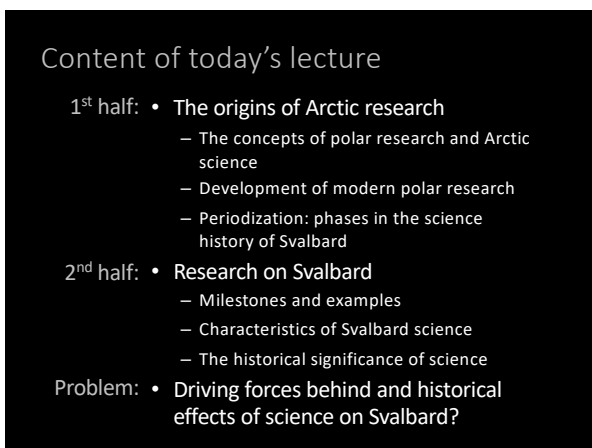 Content of today’s lecture
1st half: • The origins of Arctic research
– The concepts of polar research and Arctic
science
– Development of modern polar research
– Periodization: phases in the science
history of Svalbard
2nd half: • Research on Svalbard
– Milestones and examples
– Characteristics of Svalbard science
– The historical significance of science
Problem: • Driving forces behind and historical
effects of science on Svalbard?